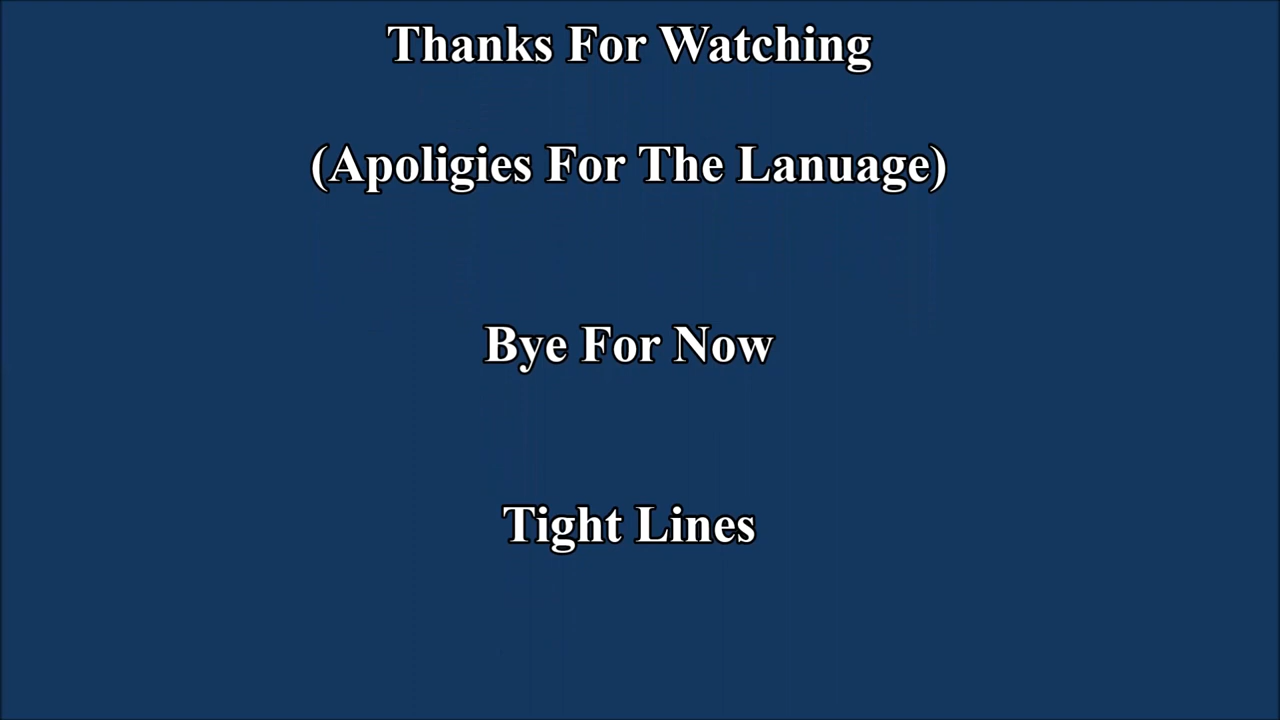 Thanks For Watching
(Apoligies For The Lanuage)
Bye For Now
Tight Lines